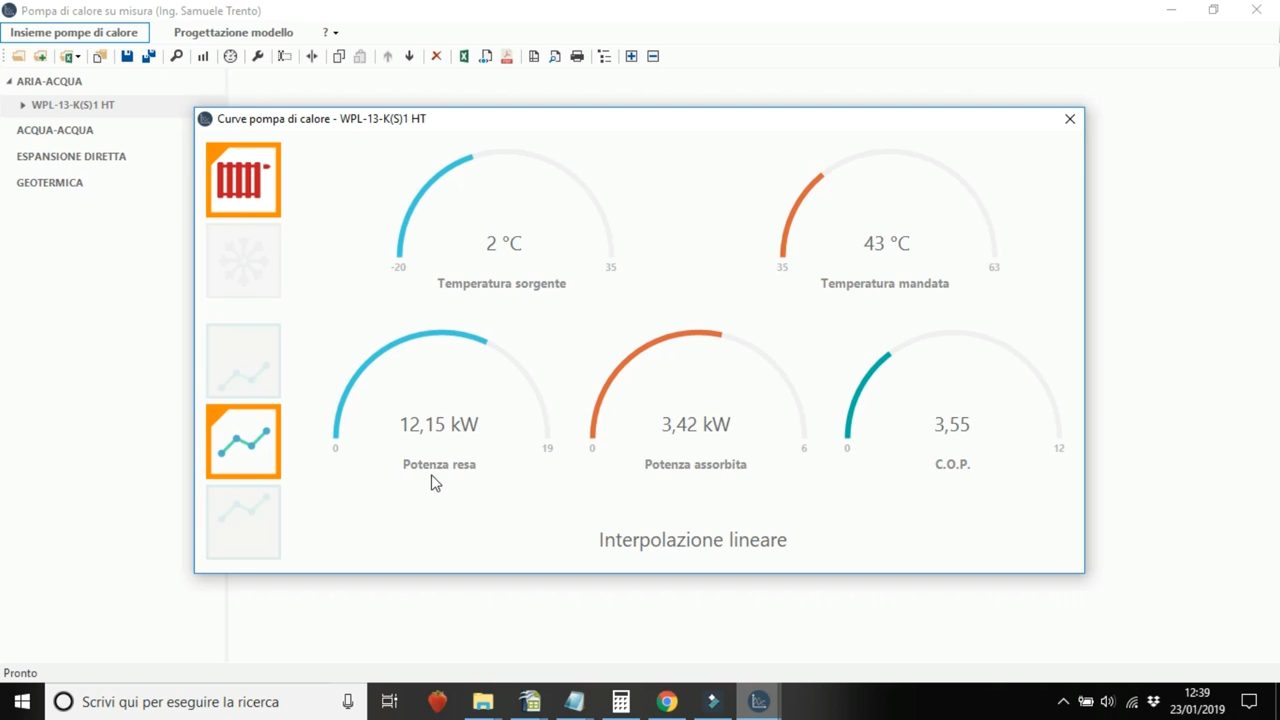 Pompa di calore su misura (Ing. Samuele Trento)
Insieme pompe di calore
Progettazione modello
?
ARIA-ACQUA
WPL-13-K(S)1 HT
ACQUA-ACQUA
ESPANSIONE DIRETTA
GEOTERMICA
Curve pompa di calore - WPL-13-K(S)1 HT
2 °C
-20
35
Temperatura sorgente
43 °C
35
63
Temperatura mandata
12,15 kW
0
19
Potenza resa
3,42 kW
0
6
Potenza assorbita
3,55
0
12
C.O.P.
Interpolazione lineare
Pronto
Scrivi qui per eseguire la ricerca
12:39
23/01/2019